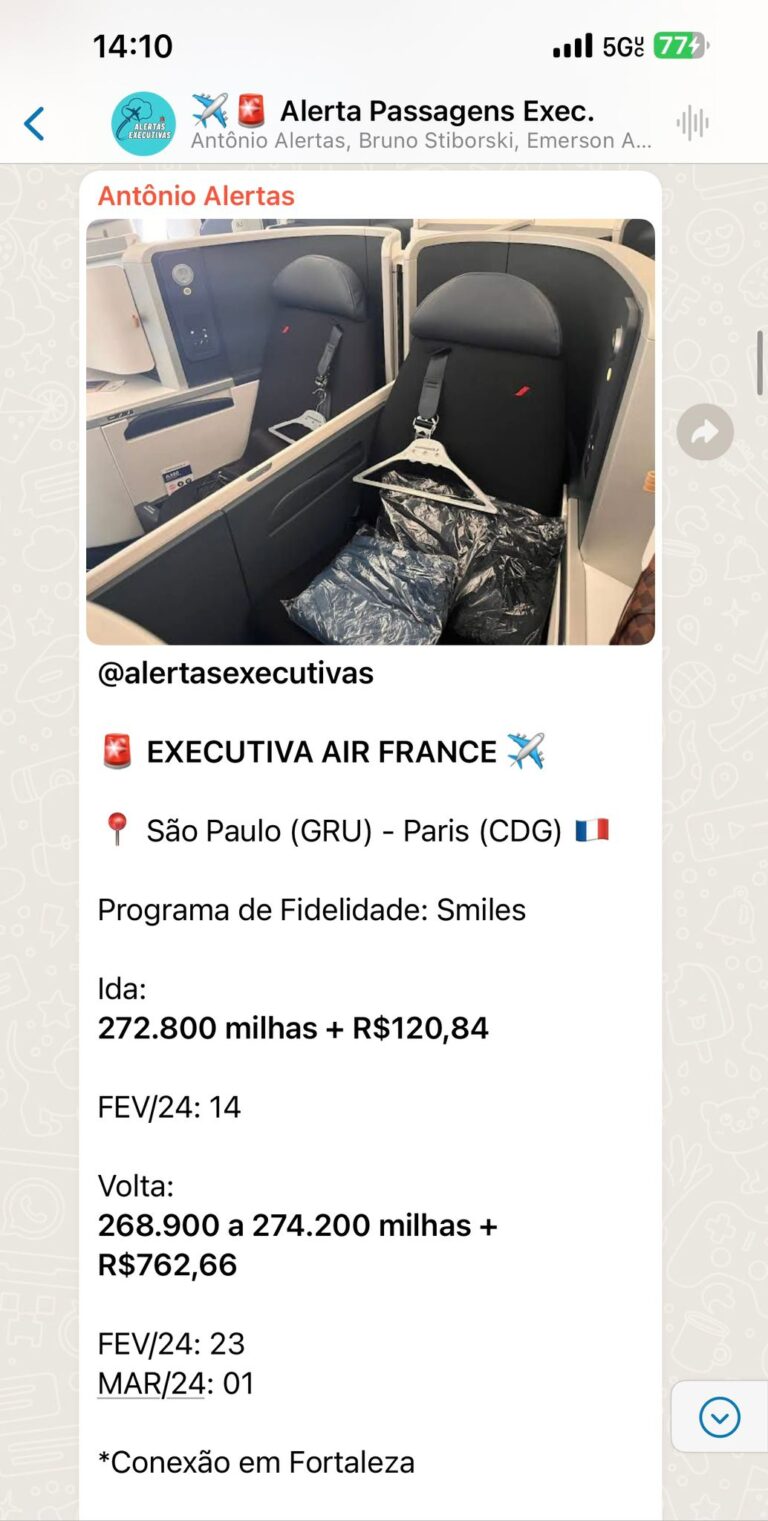 14:10
5G UC
77
ALERTAS
EXECUTIVAS
✈️🚨 Alerta Passagens Exec.
Antônio Alertas, Bruno Stiborski, Emerson A...
Antônio Alertas
@alertasexecutivas
🚨 EXECUTIVA AIR FRANCE ✈️
📍 São Paulo (GRU) - Paris (CDG) 🇫🇷
Programa de Fidelidade: Smiles
Ida:
272.800 milhas + R$120,84
FEV/24: 14
Volta:
268.900 a 274.200 milhas +
R$762,66
FEV/24: 23
MAR/24: 01
*Conexão em Fortaleza